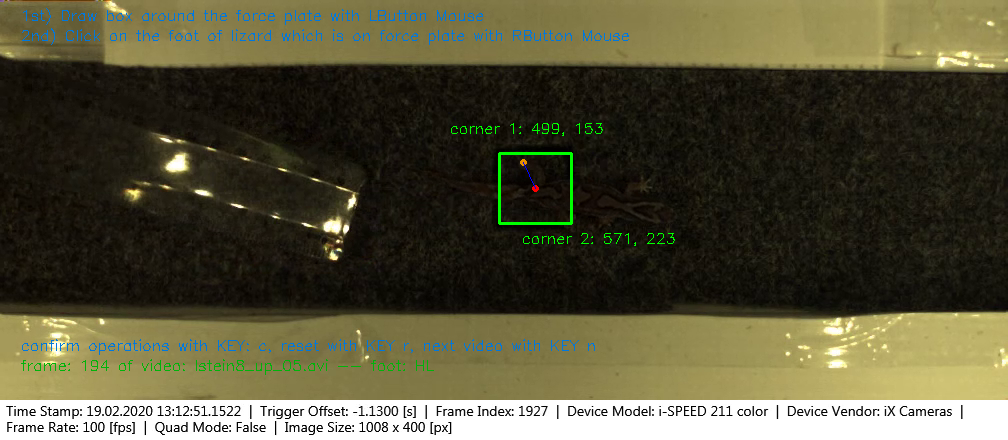 1st) Draw box around the force plate with LButton Mouse
2nd) Click on the foot of lizard which is on force plate with RButton Mouse
corner 1: 499, 153
corner 2: 571, 223
confirm operations with KEY: c, reset with KEY r, next video with KEY n
frame: 194 of video:
Time Stamp: 19.02.2020 13:12:51.1522 | Trigger Offset: -1.1300 [s] | Frame Index: 1927 | Device Model: i-SPEED 211 color | Device Vendor: iX Cameras |
Frame Rate: 100 [fps] | Quad Mode: False | Image Size: 1008 x 400 [px]